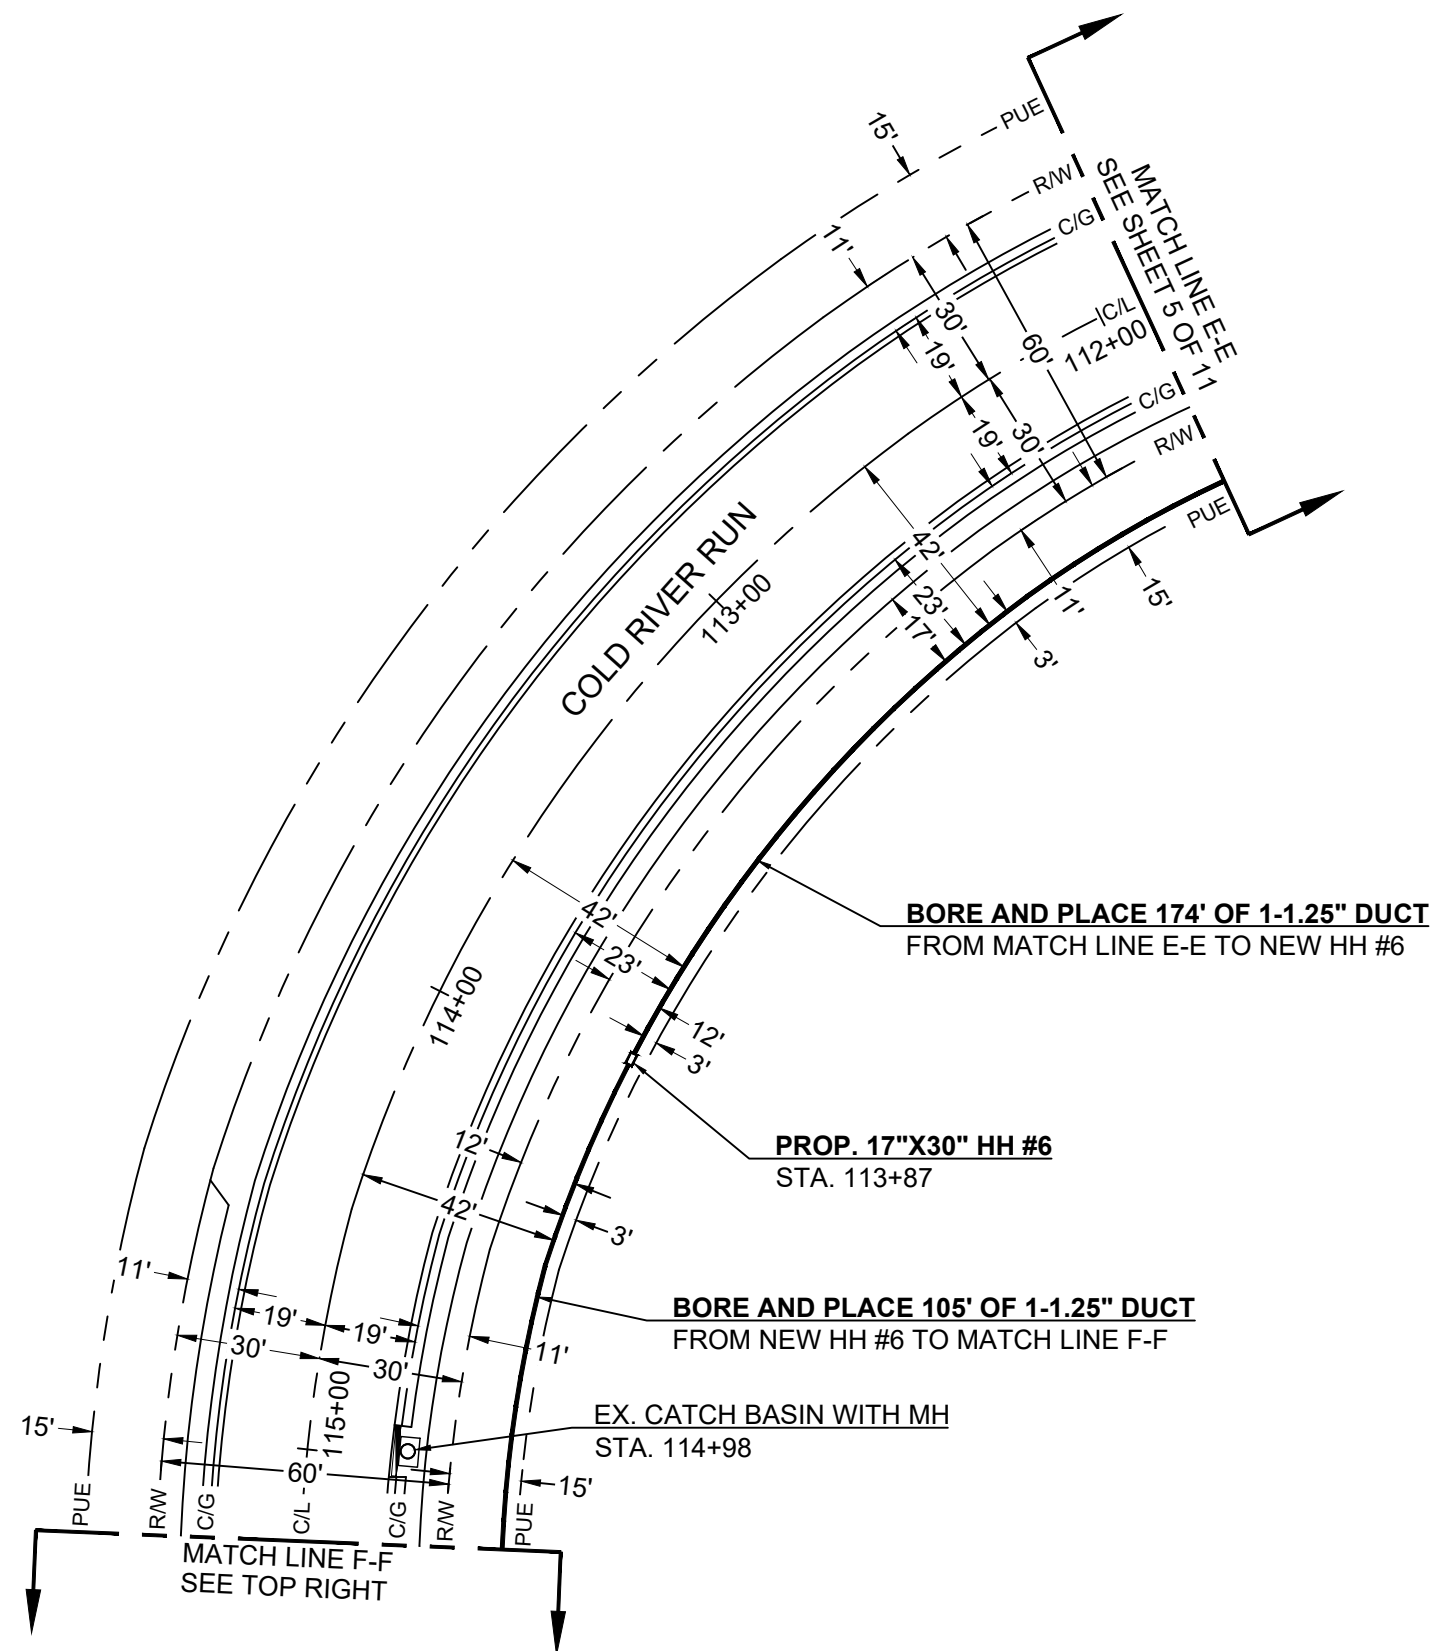 PUE
15'
R/W
MATCH LINE E-E
SEE SHEET 5 OF 11
C/G
11'
30'
60'
C/L
112+00
19'
C/G
19'
30'
R/W
PUE
42'
23'
17'
11'
15'
3'
COLD RIVER RUN
113+00
BORE AND PLACE 174' OF 1-1.25" DUCT
FROM MATCH LINE E-E TO NEW HH #6
42'
23'
114+00
12'
3'
12'
PROP. 17"X30" HH #6
STA. 113+87
42'
3'
11'
BORE AND PLACE 105' OF 1-1.25" DUCT
FROM NEW HH #6 TO MATCH LINE F-F
19'
19'
30'
30'
11'
115+00
EX. CATCH BASIN WITH MH
STA. 114+98
15'
60'
15'
PUE
R/W
C/G
C/L
C/G
R/W
PUE
MATCH LINE F-F
SEE TOP RIGHT